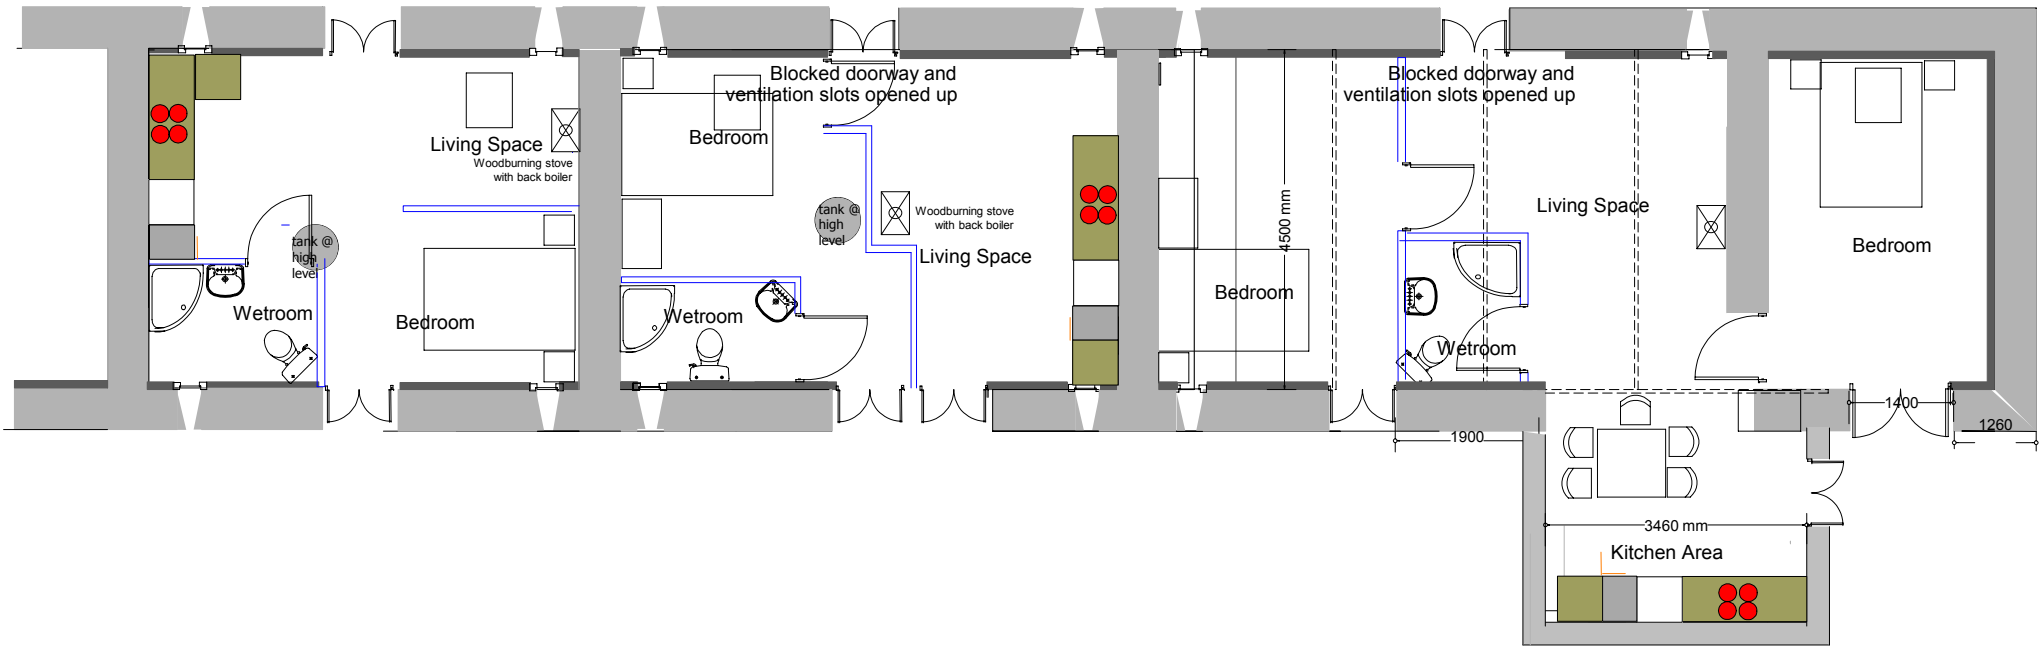 Blocked doorway and
ventilation slots opened up
Blocked doorway and
ventilation slots opened up
Living Space
Woodburning stove
with back boiler
Bedroom
tank @
high
level
Woodburning stove
with back boiler
Living Space
4500 mm
Living Space
Bedroom
tank @
high
level
Wetroom
Bedroom
Wetroom
Bedroom
Wetroom
1400
1260
1900
3460 mm
Kitchen Area